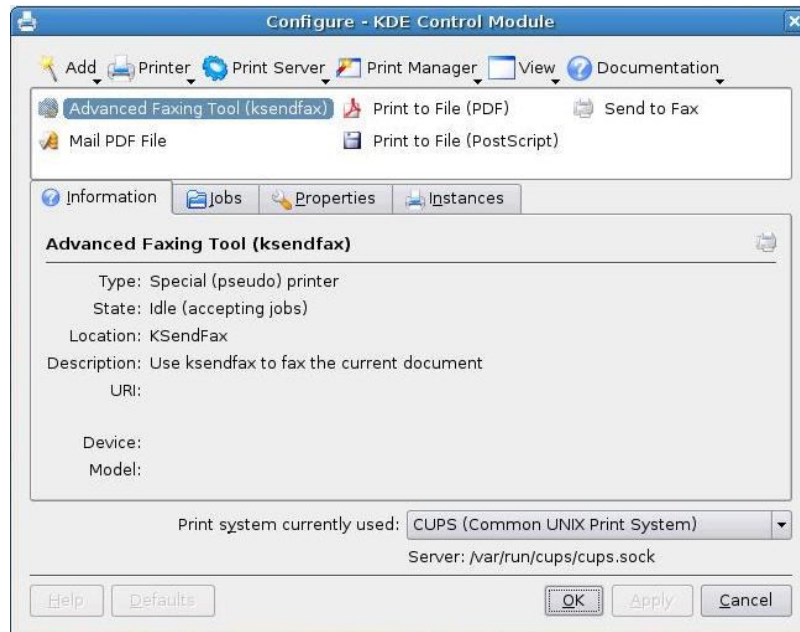 Configure - KDE Control Module
Add Printer Print Server Print Manager View Documentation
Advanced Faxing Tool (ksendfax) Print to File (PDF) Send to Fax
Mail PDF File Print to File (PostScript)
Information Jobs Properties Instances
Advanced Faxing Tool (ksendfax)
Type: Special (pseudo) printer
State: Idle (accepting jobs)
Location: KSendFax
Description: Use ksendfax to fax the current document
URI:
Device:
Model:
Print system currently used: CUPS (Common UNIX Print System)
Server: /var/run/cups/cups.sock
Help Defaults OK Apply Cancel